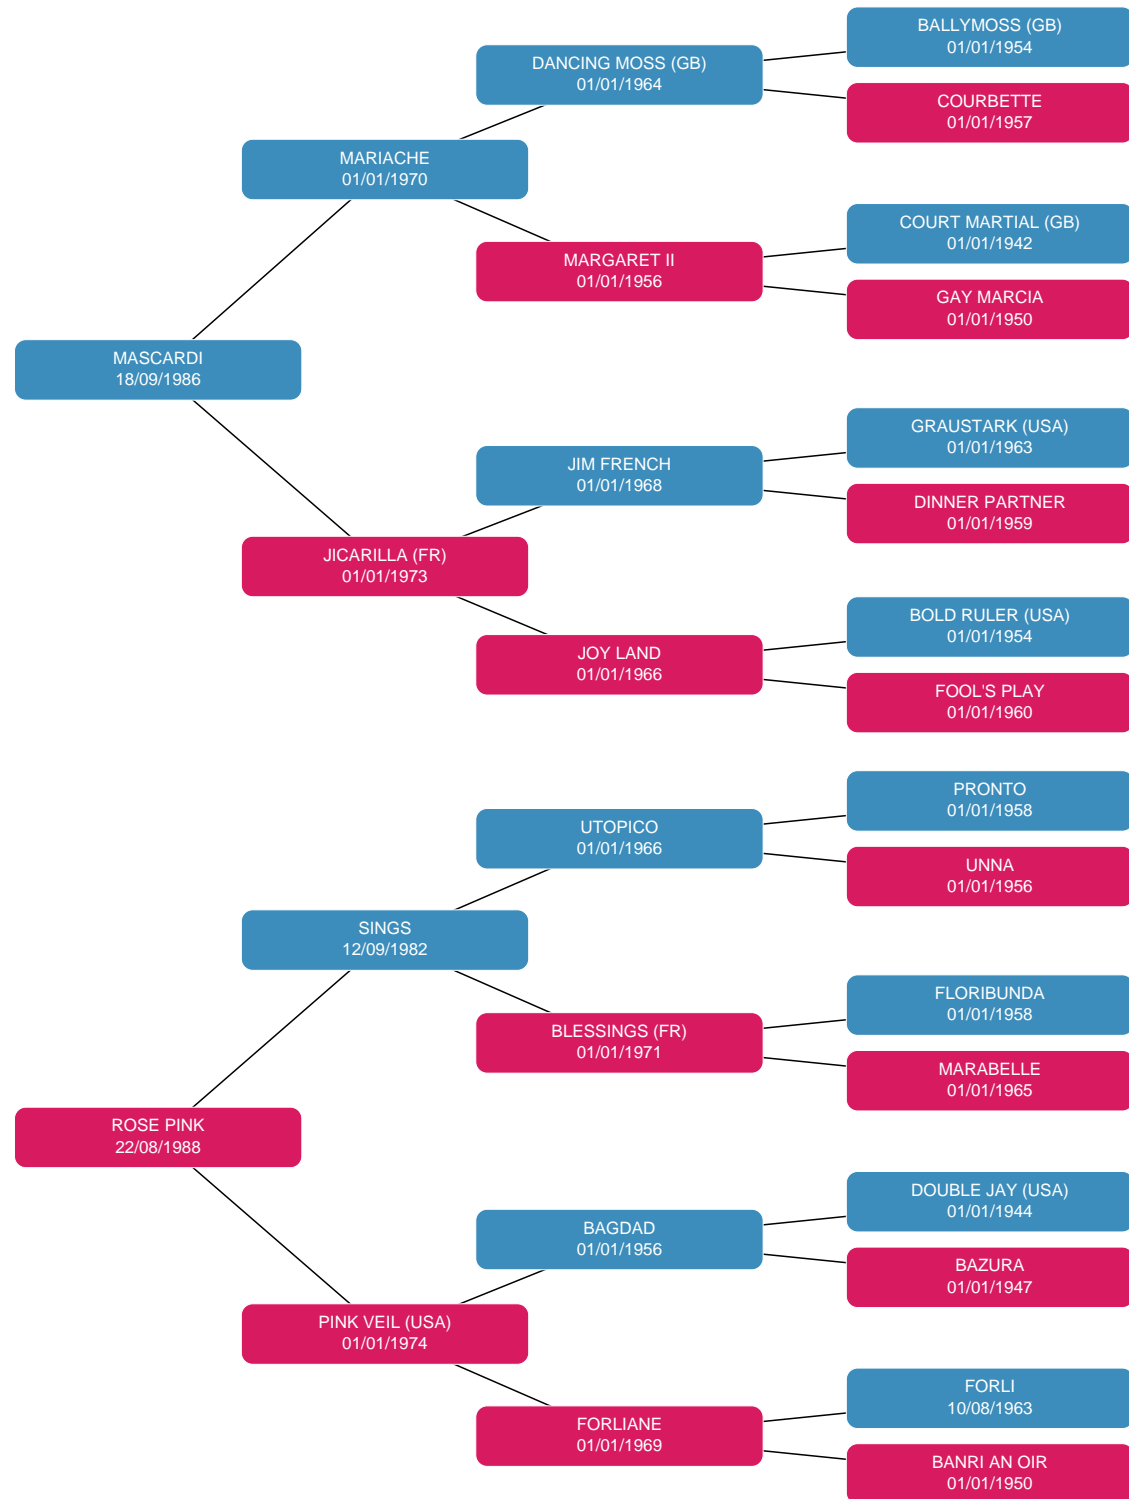 BALLYMOSS (GB)
01/01/1954
DANCING MOSS (GB)
01/01/1964
COURBETTE
01/01/1957
MARIACHE
01/01/1970
COURT MARTIAL (GB)
01/01/1942
MARGARET II
01/01/1956
GAY MARCIA
01/01/1950
MASCARDI
18/09/1986
GRAUSTARK (USA)
01/01/1963
JIM FRENCH
01/01/1968
DINNER PARTNER
01/01/1959
JICARILLA (FR)
01/01/1973
BOLD RULER (USA)
01/01/1954
JOY LAND
01/01/1966
FOOL'S PLAY
01/01/1960
PRONTO
01/01/1958
UTOPICO
01/01/1966
UNNA
01/01/1956
SINGS
12/09/1982
FLORIBUNDA
01/01/1958
BLESSINGS (FR)
01/01/1971
MARABELLE
01/01/1965
ROSE PINK
22/08/1988
DOUBLE JAY (USA)
01/01/1944
BAGDAD
01/01/1956
BAZURA
01/01/1947
PINK VEIL (USA)
01/01/1974
FORLI
10/08/1963
FORLIANE
01/01/1969
BANRI AN OIR
01/01/1950